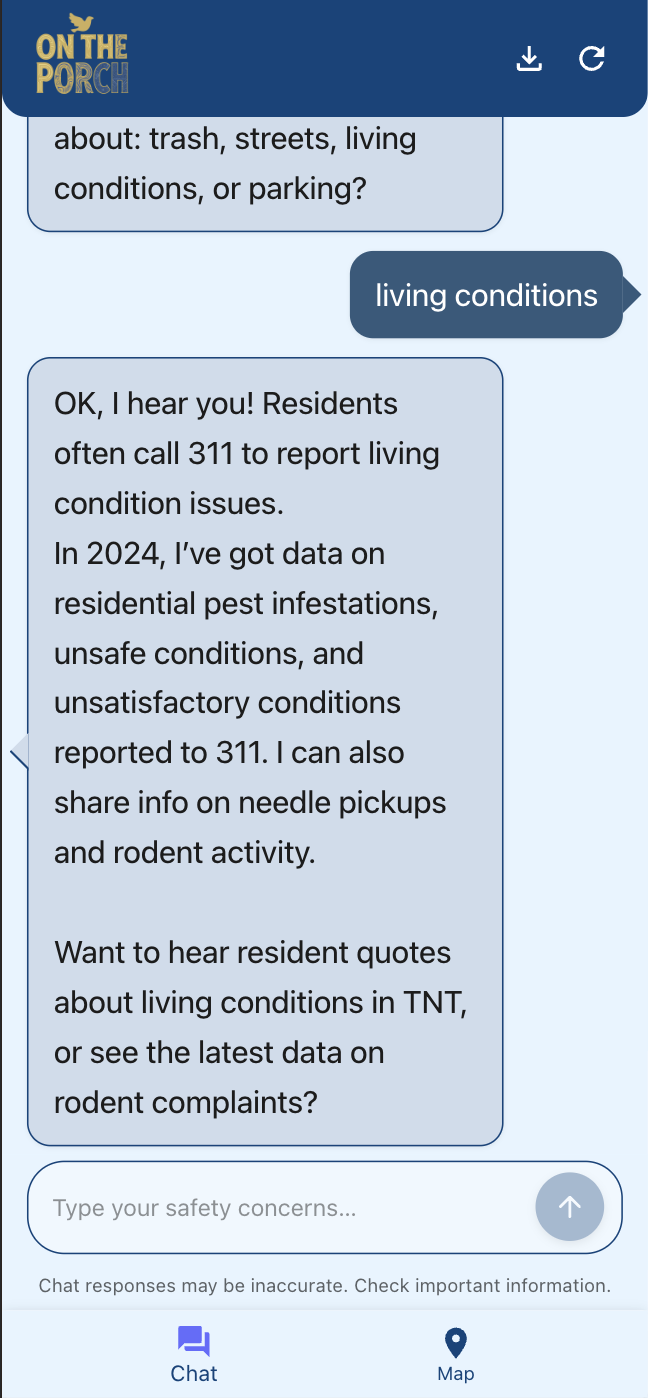 ON THE
PORCH
about: trash, streets, living
conditions, or parking?
living conditions
OK, I hear you! Residents
often call 311 to report living
condition issues.
In 2024, I’ve got data on
residential pest infestations,
unsafe conditions, and
unsatisfactory conditions
reported to 311. I can also
share info on needle pickups
and rodent activity.
Want to hear resident quotes
about living conditions in TNT,
or see the latest data on
rodent complaints?
Type your safety concerns...
Chat responses may be inaccurate. Check important information.
Chat
Map